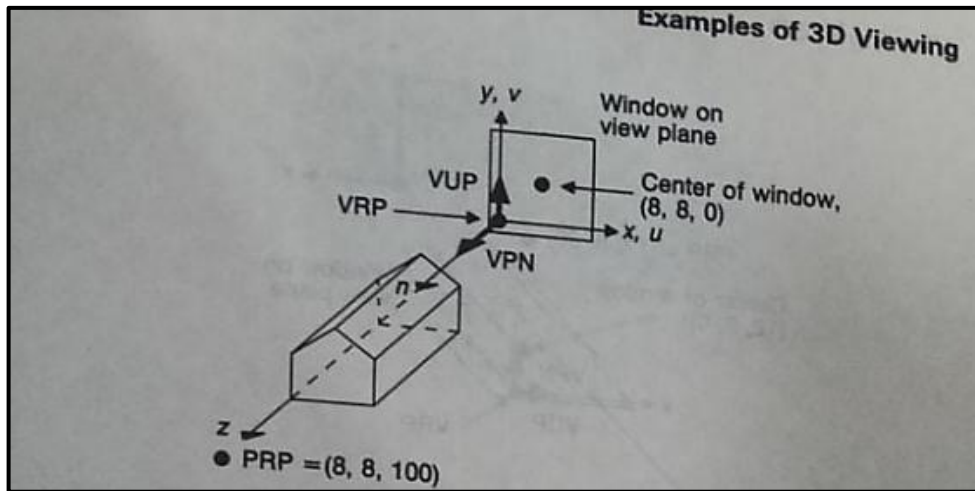 Examples of 3D Viewing
y, v
Window on
view plane
VUP
Center of window,
(8, 8, 0)
VRP
x, u
VPN
n
z
PRP = (8, 8, 100)